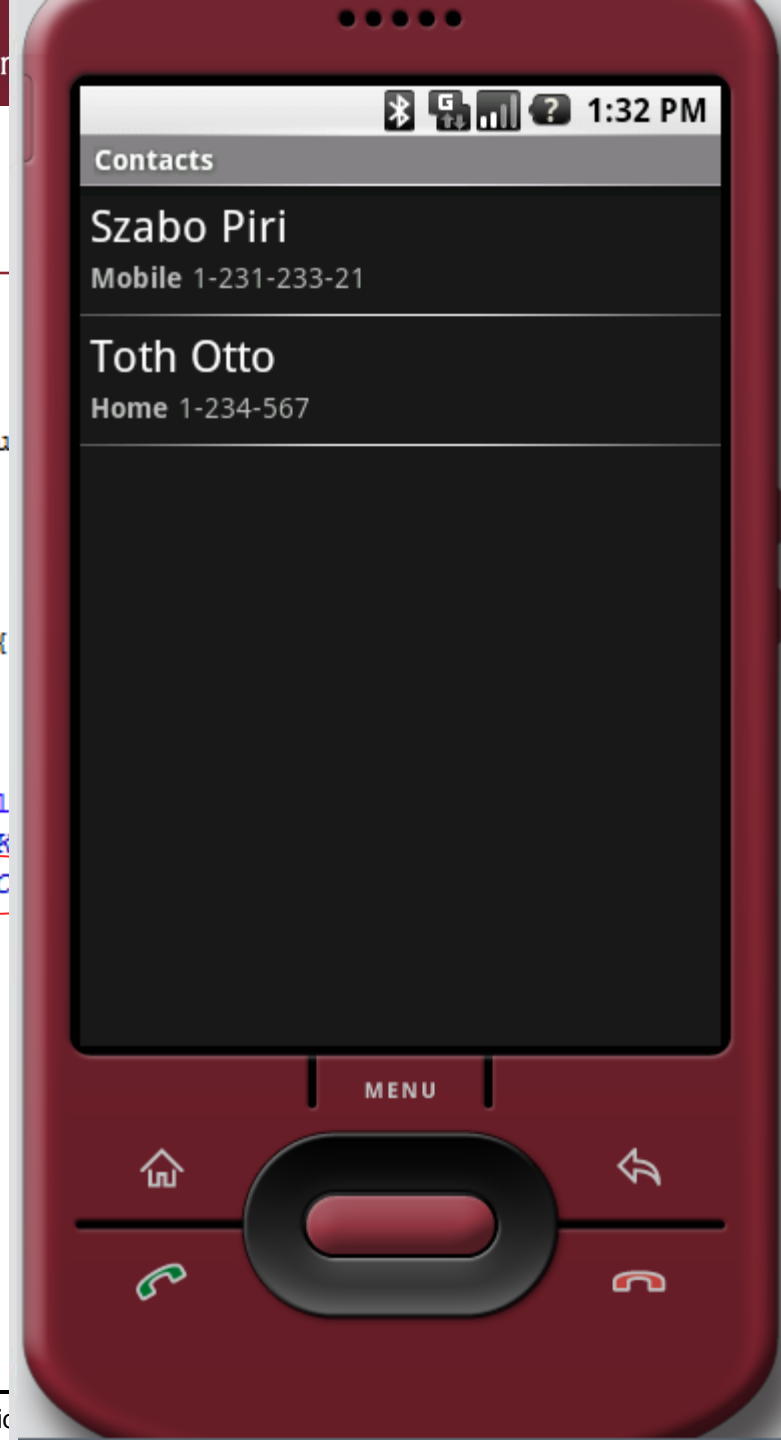 G ? 1:32 PM
Contacts
Szabo Piri
Mobile 1-231-233-21
Toth Otto
Home 1-234-567
MENU